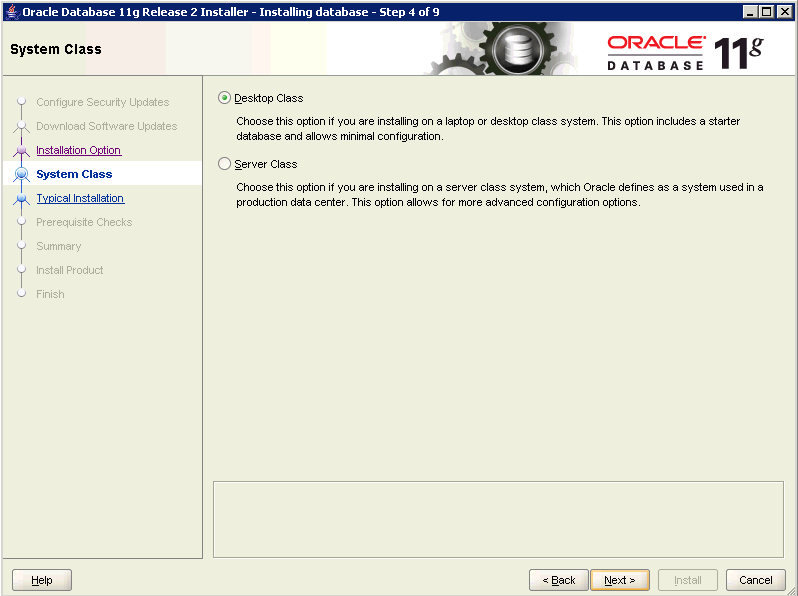 Oracle Database 11g Release 2 Installer - Installing database - Step 4 of 9
System Class
ORACLE
DATABASE 11g
Configure Security Updates
Download Software Updates
Installation Option
System Class
Typical Installation
Prerequisite Checks
Summary
Install Product
Finish
Desktop Class
Choose this option if you are installing on a laptop or desktop class system. This option includes a starter
database and allows minimal configuration.
Server Class
Choose this option if you are installing on a server class system, which Oracle defines as a system used in a
production data center. This option allows for more advanced configuration options.
Help
< Back
Next >
Install
Cancel